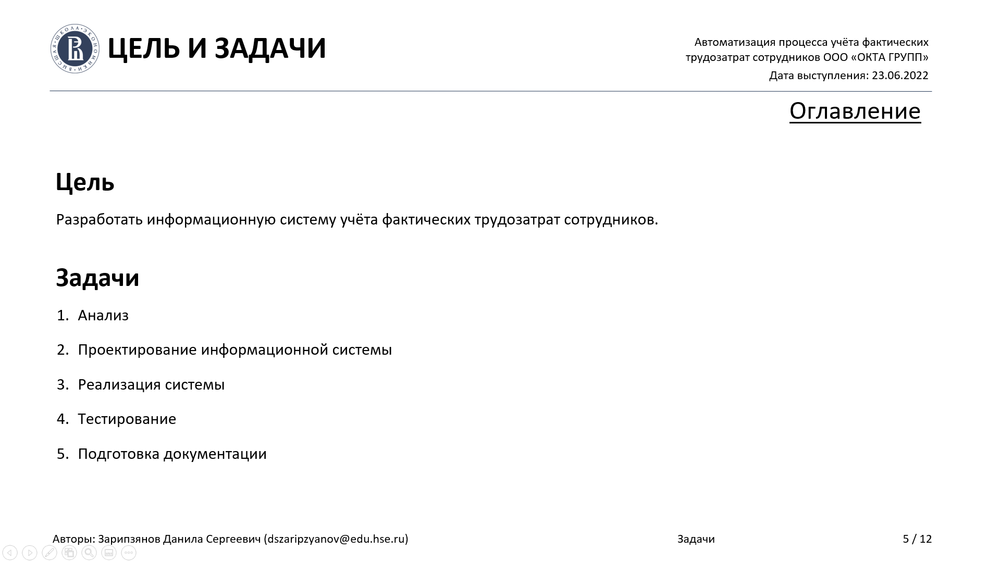 ВЫСШАЯ · ШКОЛА · ЭКОНОМИКИ ·
ЦЕЛЬ И ЗАДАЧИ
Автоматизация процесса учёта фактических
трудозатрат сотрудников ООО «ОКТА ГРУПП»
Дата выступления: 23.06.2022
Оглавление
Цель
Разработать информационную систему учёта фактических трудозатрат сотрудников.
Задачи
1. Анализ
2. Проектирование информационной системы
3. Реализация системы
4. Тестирование
5. Подготовка документации
Авторы: Зарипзянов Данила Сергеевич (dszaripzyanov@edu.hse.ru)
Задачи
5 / 12